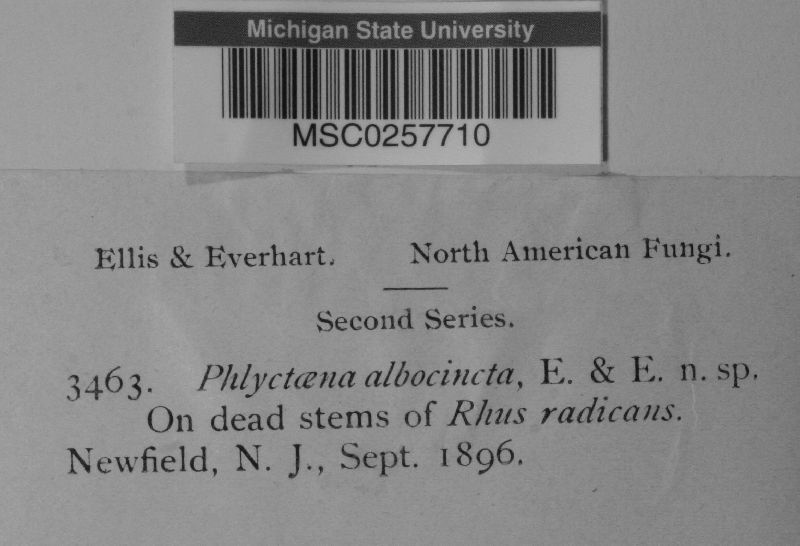 Michigan State University
MSC0257710
Ellis & Everhart. North American Fungi.
Second Series.
3463. Phlyctæna albocincta, E. & E. n. sp.
On dead stems of Rhus radicans.
Newfield, N. J., Sept. 1896.